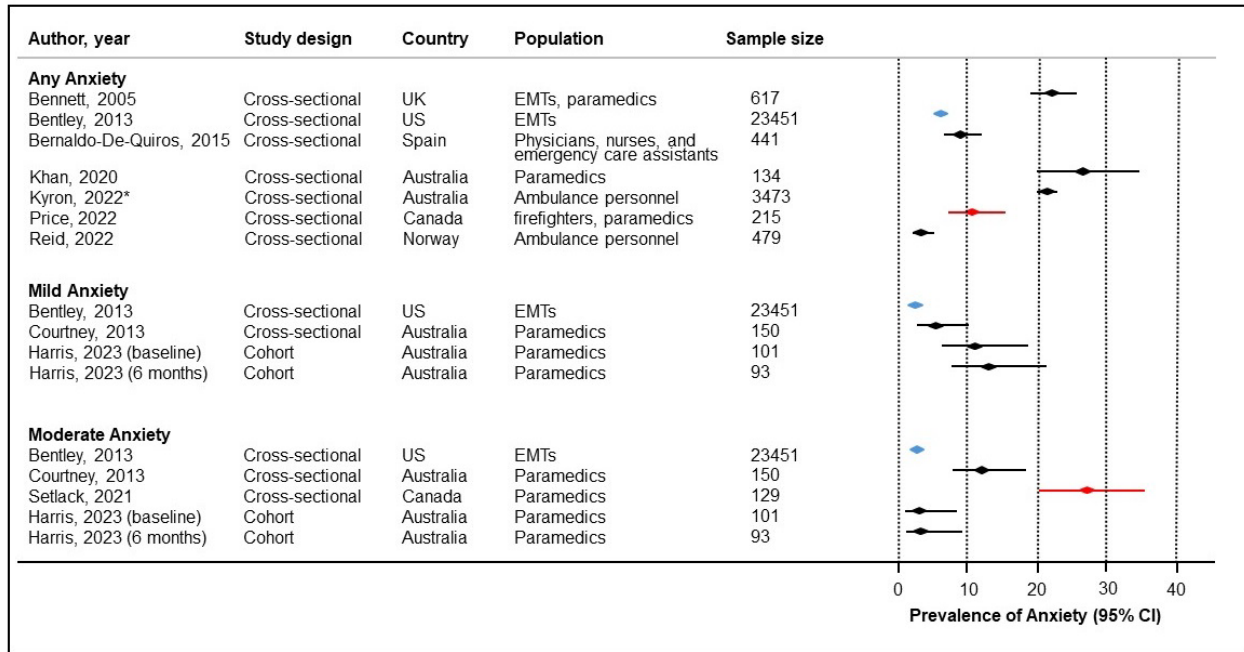 Author, year Study design Country Population Sample size
Any Anxiety
Bennett, 2005 Cross-sectional UK EMTs, paramedics 617
Bentley, 2013 Cross-sectional US EMTs 23451
Bernaldo-De-Quiros, 2015 Cross-sectional Spain Physicians, nurses, and 441
emergency care assistants
Khan, 2020 Cross-sectional Australia Paramedics 134
Kyron, 2022* Cross-sectional Australia Ambulance personnel 3473
Price, 2022 Cross-sectional Canada firefighters, paramedics 215
Reid, 2022 Cross-sectional Norway Ambulance personnel 479
Mild Anxiety
Bentley, 2013 Cross-sectional US EMTs 23451
Courtney, 2013 Cross-sectional Australia Paramedics 150
Harris, 2023 (baseline) Cohort Australia Paramedics 101
Harris, 2023 (6 months) Cohort Australia Paramedics 93
Moderate Anxiety
Bentley, 2013 Cross-sectional US EMTs 23451
Courtney, 2013 Cross-sectional Australia Paramedics 150
Setlack, 2021 Cross-sectional Canada Paramedics 129
Harris, 2023 (baseline) Cohort Australia Paramedics 101
Harris, 2023 (6 months) Cohort Australia Paramedics 93
0 10 20 30 40
Prevalence of Anxiety (95% CI)